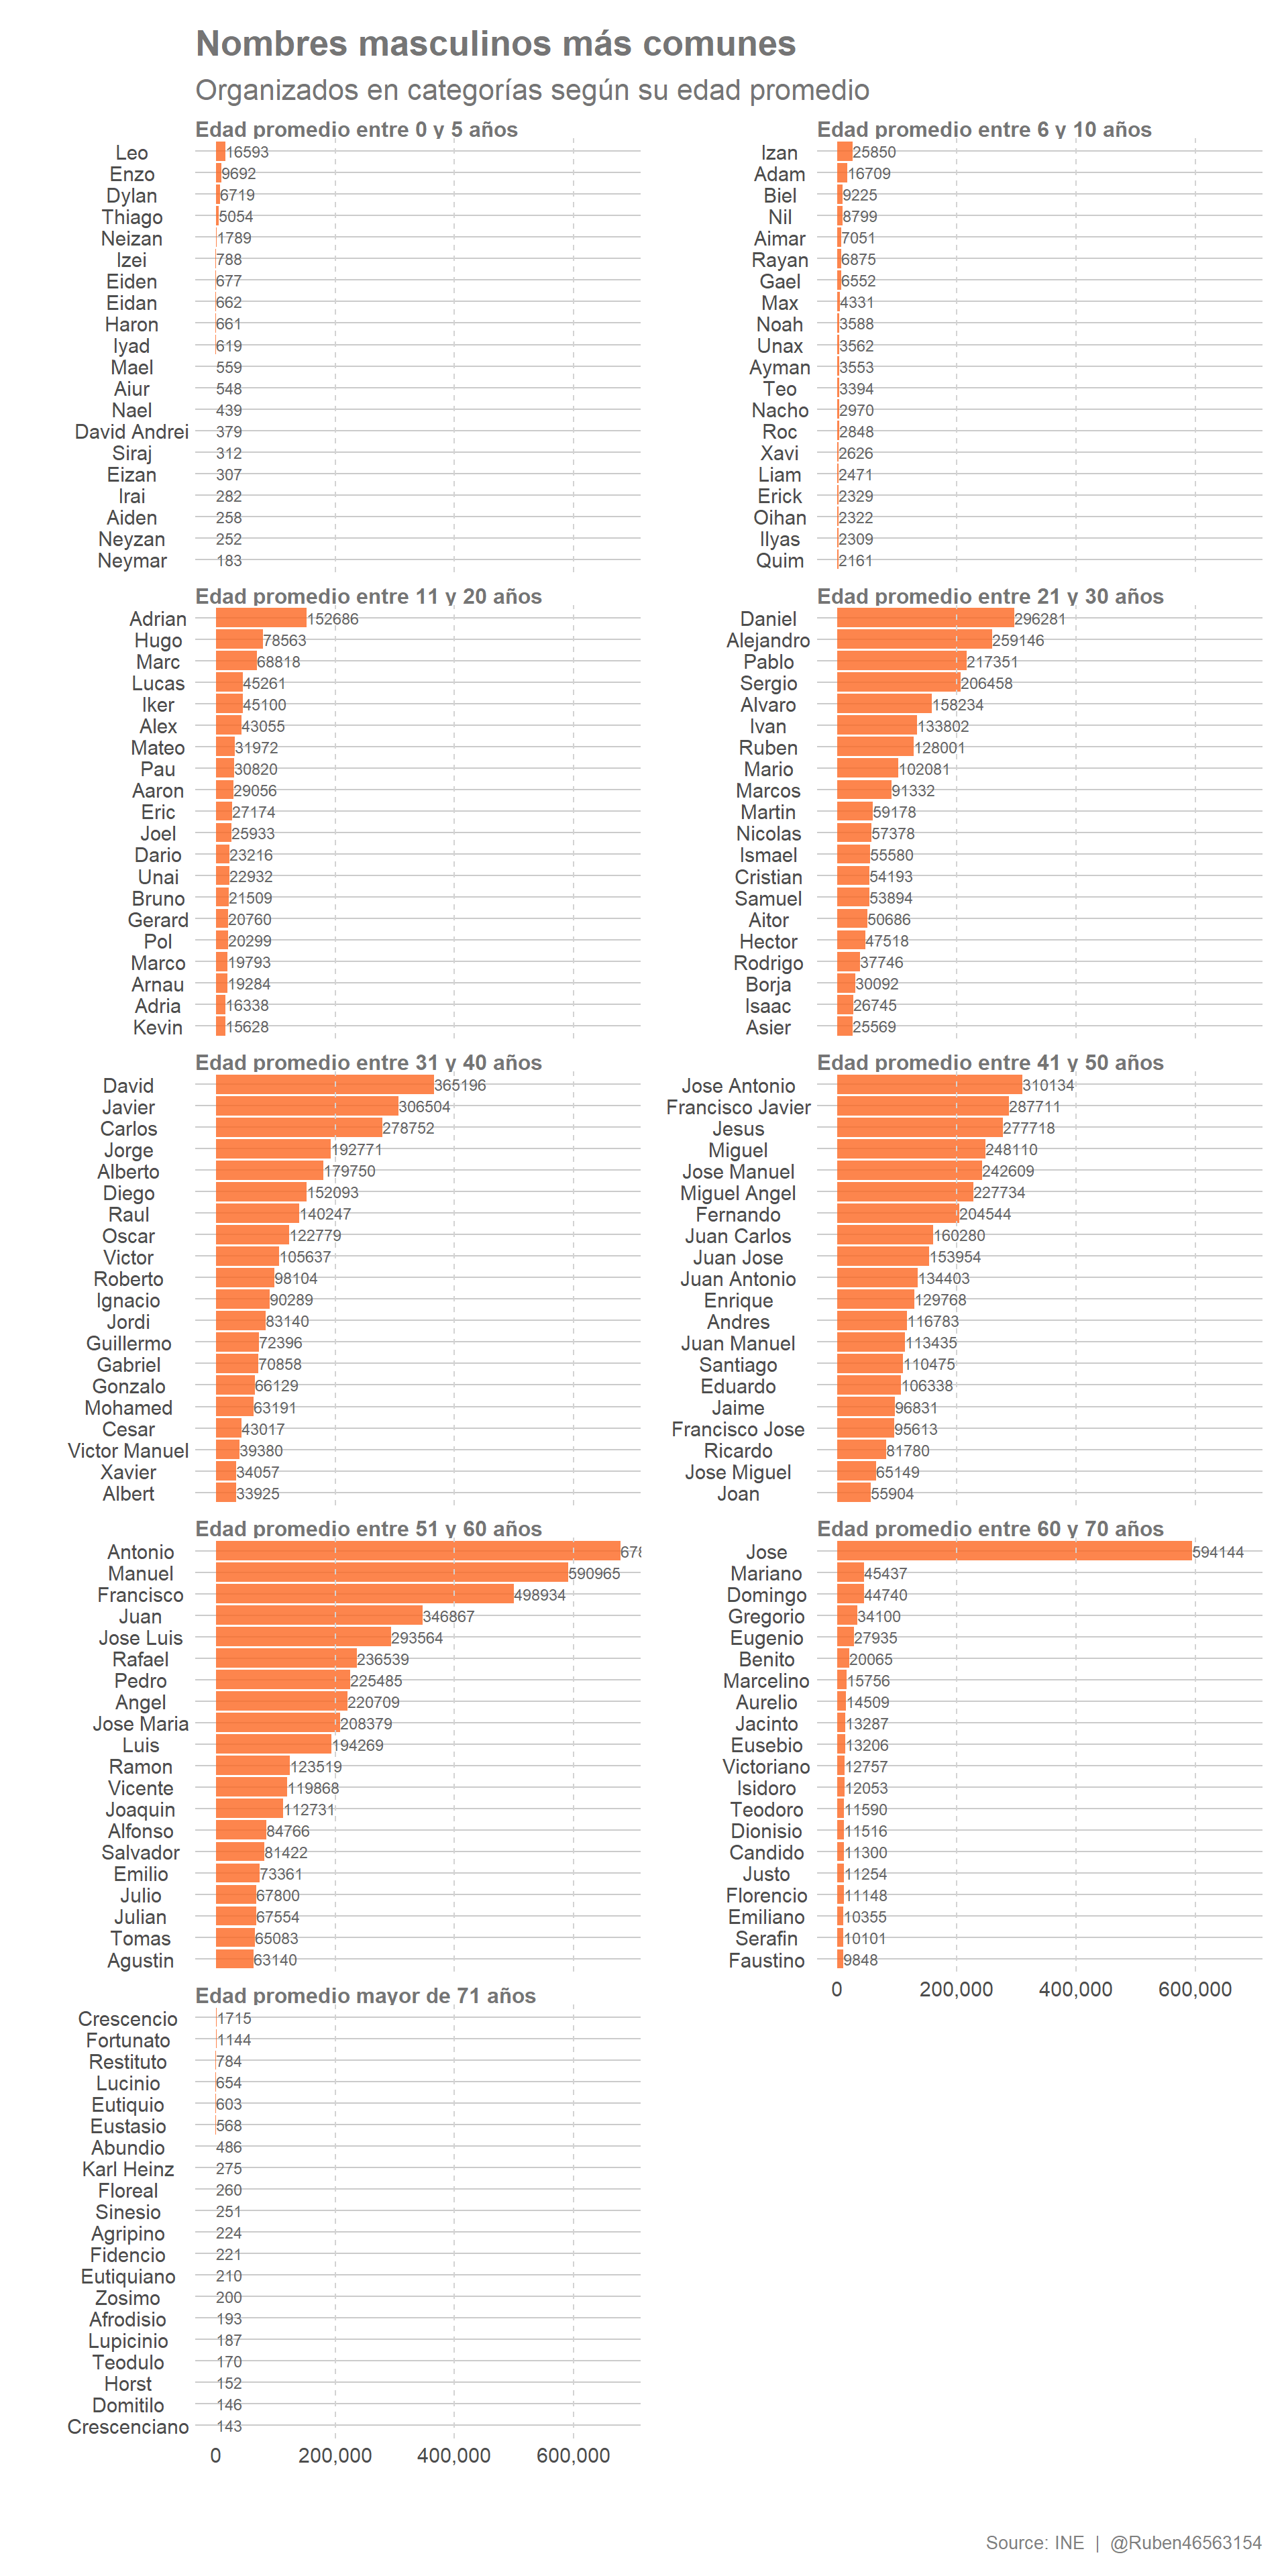 Nombres masculinos más comunes
Organizados en categorías según su edad promedio
Edad promedio entre 0 y 5 años
Leo 16593
Enzo 9692
Dylan 6719
Thiago 5054
Neizan 1789
Izei 788
Eiden 677
Eidan 662
Haron 661
Iyad 619
Mael 559
Aiur 548
Nael 439
David Andrei 379
Siraj 312
Eizan 307
Irai 282
Aiden 258
Neyzan 252
Neymar 183
Edad promedio entre 6 y 10 años
Izan 25850
Adam 16709
Biel 9225
Nil 8799
Aimar 7051
Rayan 6875
Gael 6552
Max 4331
Noah 3588
Unax 3562
Ayman 3553
Teo 3394
Nacho 2970
Roc 2848
Xavi 2626
Liam 2471
Erick 2329
Oihan 2322
Ilyas 2309
Quim 2161
Edad promedio entre 11 y 20 años
Adrian 152686
Hugo 78563
Marc 68818
Lucas 45261
Iker 45100
Alex 43055
Mateo 31972
Pau 30820
Aaron 29056
Eric 27174
Joel 25933
Dario 23216
Unai 22932
Bruno 21509
Gerard 20760
Pol 20299
Marco 19793
Arnau 19284
Adria 16338
Kevin 15628
Edad promedio entre 21 y 30 años
Daniel 296281
Alejandro 259146
Pablo 217351
Sergio 206458
Alvaro 158234
Ivan 133802
Ruben 128001
Mario 102081
Marcos 91332
Martin 59178
Nicolas 57378
Ismael 55580
Cristian 54193
Samuel 53894
Aitor 50686
Hector 47518
Rodrigo 37746
Borja 30092
Isaac 26745
Asier 25569
Edad promedio entre 31 y 40 años
David 365196
Javier 306504
Carlos 278752
Jorge 192771
Alberto 179750
Diego 152093
Raul 140247
Oscar 122779
Victor 105637
Roberto 98104
Ignacio 90289
Jordi 83140
Guillermo 72396
Gabriel 70858
Gonzalo 66129
Mohamed 63191
Cesar 43017
Victor Manuel 39380
Xavier 34057
Albert 33925
Edad promedio entre 41 y 50 años
Jose Antonio 310134
Francisco Javier 287711
Jesus 277718
Miguel 248110
Jose Manuel 242609
Miguel Angel 227734
Fernando 204544
Juan Carlos 160280
Juan Jose 153954
Juan Antonio 134403
Enrique 129768
Andres 116783
Juan Manuel 113435
Santiago 110475
Eduardo 106338
Jaime 96831
Francisco Jose 95613
Ricardo 81780
Jose Miguel 65149
Joan 55904
Edad promedio entre 51 y 60 años
Antonio
Manuel 590965
Francisco 498934
Juan 346867
Jose Luis 293564
Rafael 236539
Pedro 225485
Angel 220709
Jose Maria 208379
Luis 194269
Ramon 123519
Vicente 119868
Joaquin 112731
Alfonso 84766
Salvador 81422
Emilio 73361
Julio 67800
Julian 67554
Tomas 65083
Agustin 63140
Edad promedio entre 60 y 70 años
Jose 594144
Mariano 45437
Domingo 44740
Gregorio 34100
Eugenio 27935
Benito 20065
Marcelino 15756
Aurelio 14509
Jacinto 13287
Eusebio 13206
Victoriano 12757
Isidoro 12053
Teodoro 11590
Dionisio 11516
Candido 11300
Justo 11254
Florencio 11148
Emiliano 10355
Serafin 10101
Faustino 9848
0 200,000 400,000 600,000
Edad promedio mayor de 71 años
Crescencio 1715
Fortunato 1144
Restituto 784
Lucinio 654
Eutiquio 603
Eustasio 568
Abundio 486
Karl Heinz 275
Floreal 260
Sinesio 251
Agripino 224
Fidencio 221
Eutiquiano 210
Zosimo 200
Afrodisio 193
Lupicinio 187
Teodulo 170
Horst 152
Domitilo 146
Crescenciano 143
0 200,000 400,000 600,000
Source: INE | @Ruben46563154